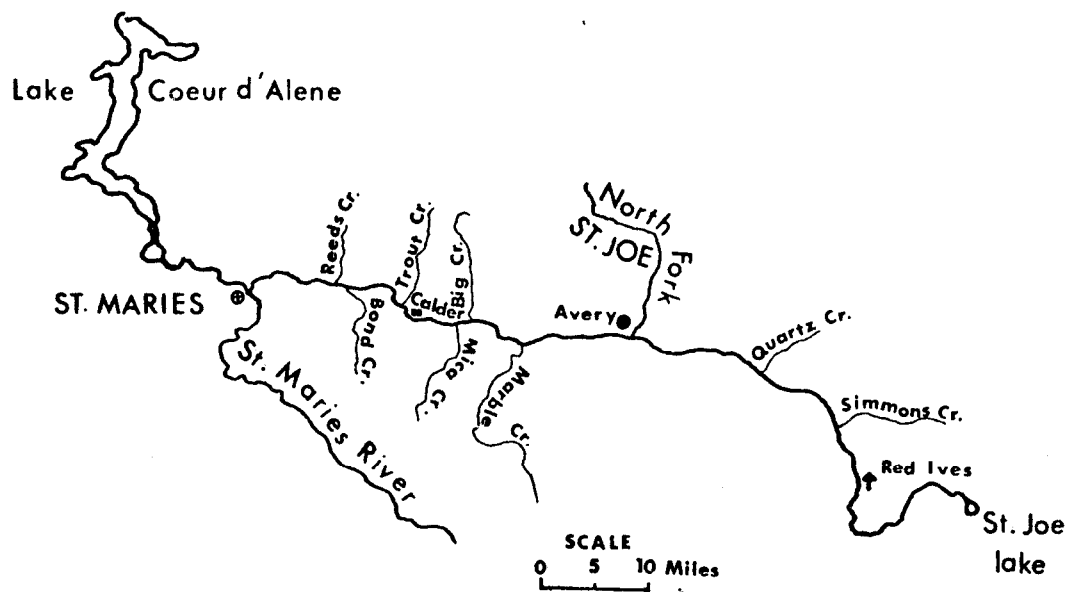 Lake Coeur d'Alene
North
ST. JOE
Fork
Reeds Cr.
Trout Cr.
Big Cr.
Calder
ST. MARIES
Avery
Bond Cr.
Mica Cr.
Marble
Cr.
Quartz Cr.
Simmons Cr.
St. Maries River
Red Ives
St. Joe
lake
SCALE
0 5 10 Miles